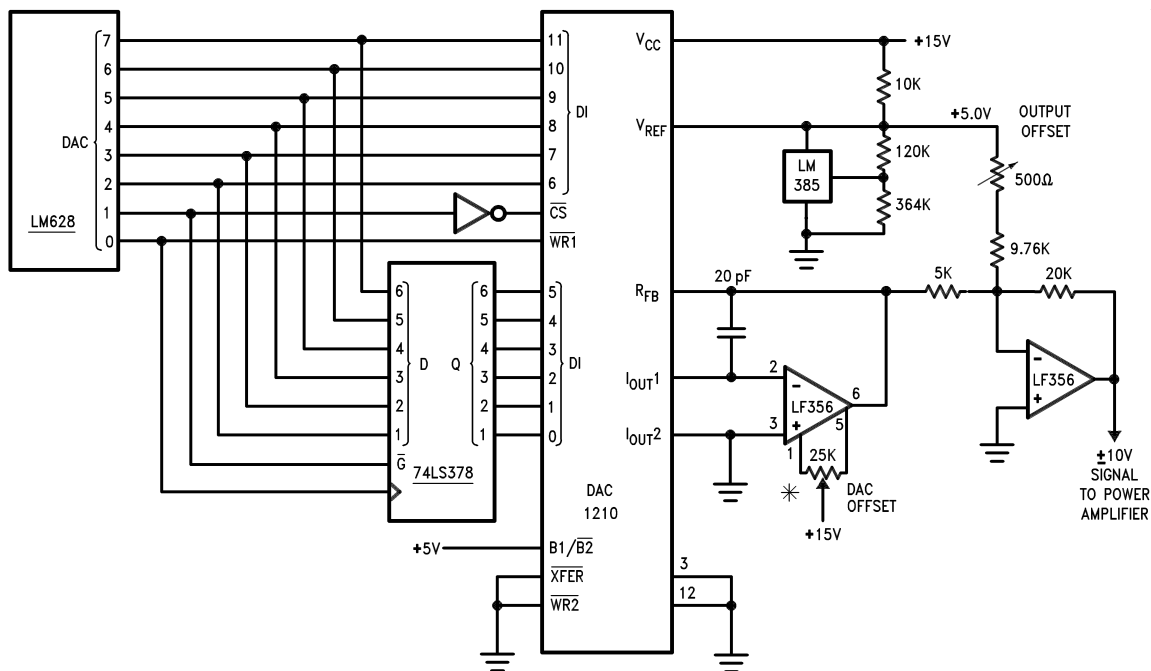 LM628
DAC
7
6
5
4
3
2
1
0
11
10
9
8
7
6
DI
CS
WR1
6
5
4
3
2
1
D
G
Q
6
5
4
3
2
1
74LS378
5
4
3
2
1
0
DI
DAC
1210
+5V
B1/B2
XFER
WR2
VCC
VREF
RFB
IOUT1
IOUT2
3
12
+15V
10K
+5.0V
OUTPUT
OFFSET
LM
385
120K
364K
500Ω
9.76K
20 pF
5K
20K
2
-
LF356
6
3
+
5
1
25K
*
DAC
OFFSET
+15V
-
LF356
+
±10V
SIGNAL
TO POWER
AMPLIFIER